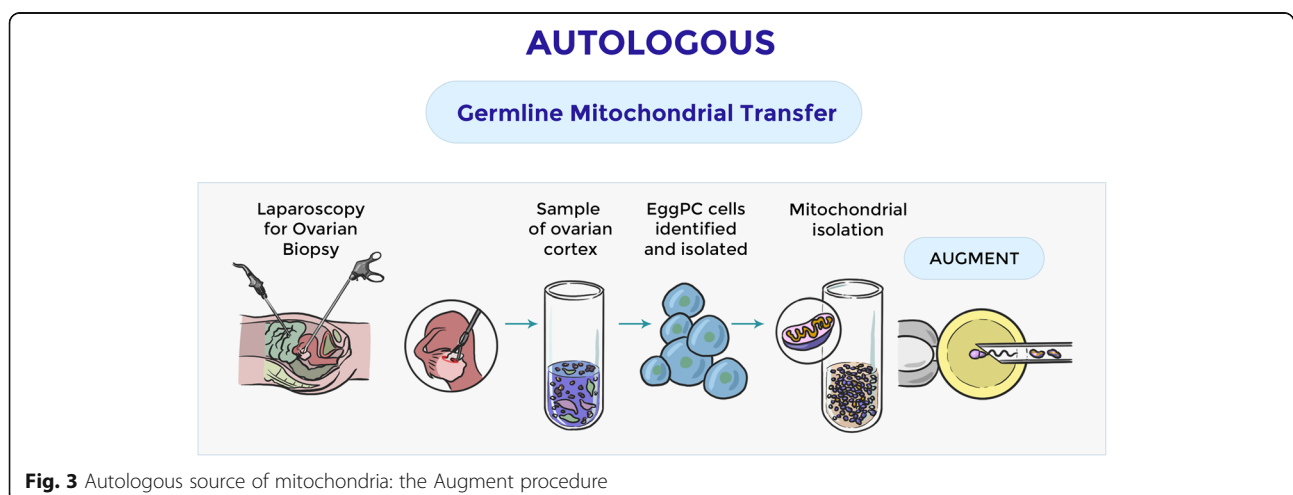 AUTOLOGOUS
Germline Mitochondrial Transfer
Laparoscopy
for Ovarian
Biopsy
Sample
of ovarian
cortex
EggPC cells
identified
and isolated
Mitochondrial
isolation
AUGMENT
Fig. 3 Autologous source of mitochondria: the Augment procedure